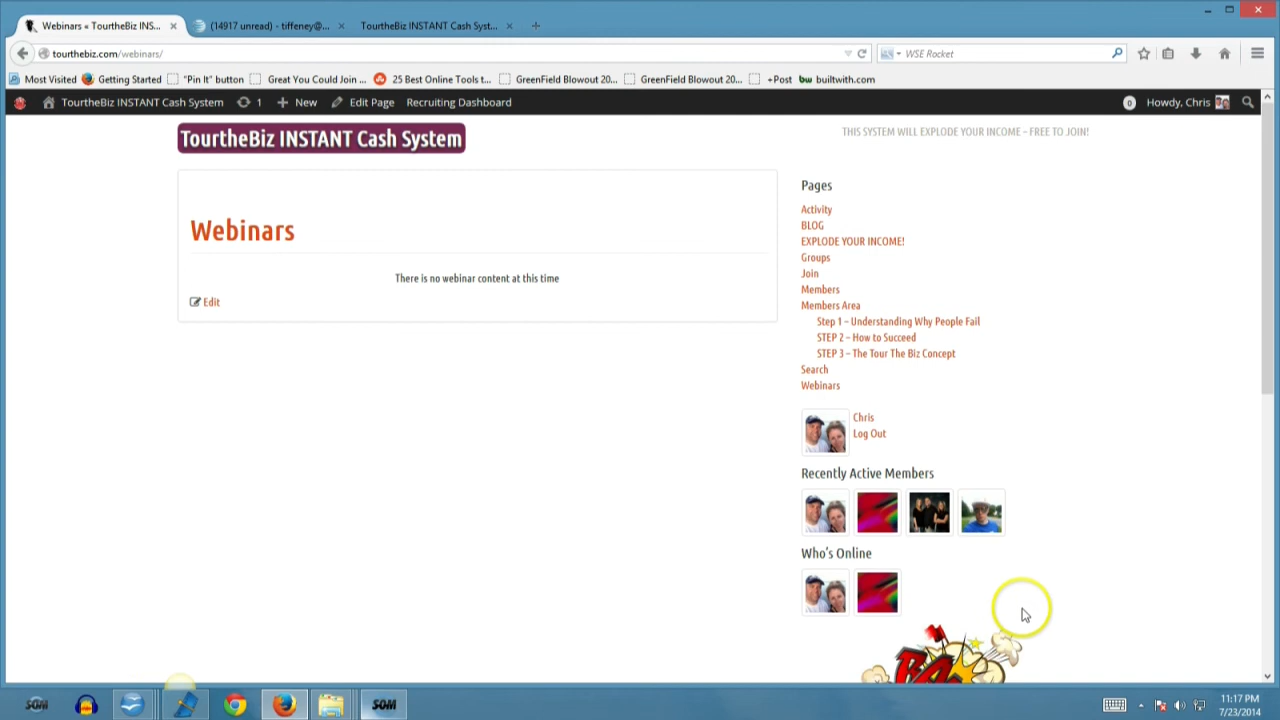 Webinars « TourtheBiz INS...
(14917 unread) - tiffeney@...
TourtheBiz INSTANT Cash Syst...
tourthebiz.com/webinars/
WSE Rocket
Most Visited
Getting Started
"Pin It" button
Great You Could Join ...
25 Best Online Tools t...
GreenField Blowout 20...
GreenField Blowout 20...
+Post
bw builtwith.com
TourtheBiz INSTANT Cash System
1
New
Edit Page
Recruiting Dashboard
0
Howdy, Chris
TourtheBiz INSTANT Cash System
THIS SYSTEM WILL EXPLODE YOUR INCOME – FREE TO JOIN!
Webinars
There is no webinar content at this time
Edit
Pages
Activity
BLOG
EXPLODE YOUR INCOME!
Groups
Join
Members
Members Area
Step 1 – Understanding Why People Fail
STEP 2 – How to Succeed
STEP 3 – The Tour The Biz Concept
Search
Webinars
Chris
Log Out
Recently Active Members
Who's Online
SOM
SOM
11:17 PM
7/23/2014